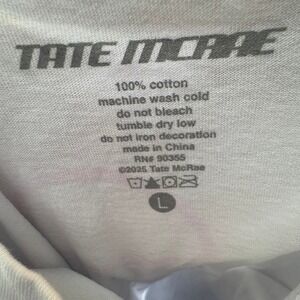 TATE MCRAE
100% cotton
machine wash cold
do not bleach
tumble dry low
do not iron decoration
made in China
RN# 90355
©2025 Tate McRae
L